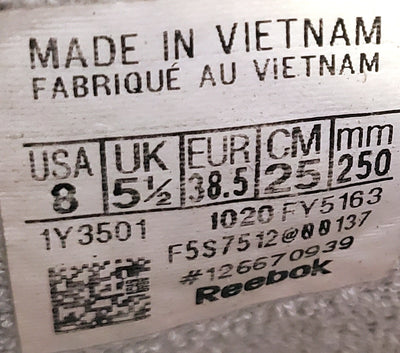 MADE IN VIETNAM
FABRIQUÉ AU VIETNAM
USA UK EUR CM mm
8 5½ 38.5 25 250
1Y3501 1020 FY5163
F5S7512@00137
#126670939
Reebok